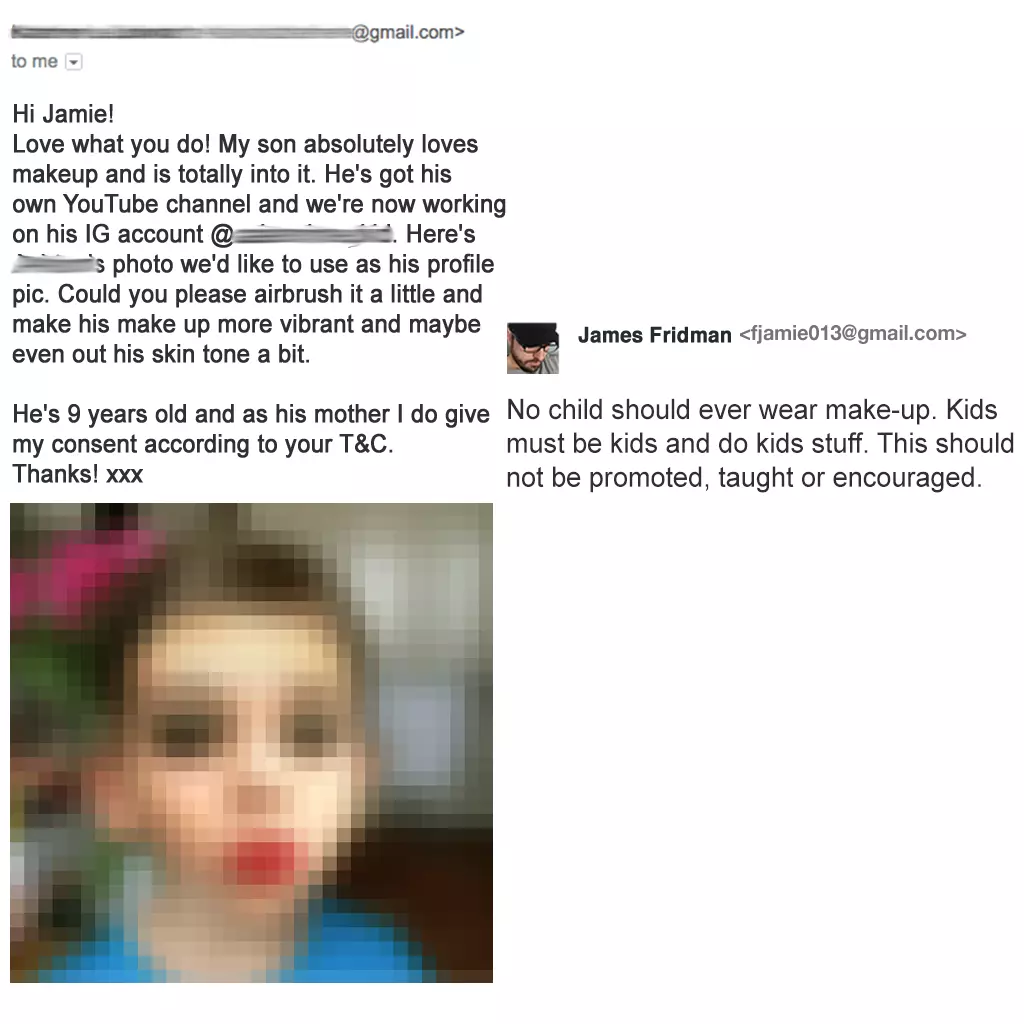 @gmail.com>
to me
Hi Jamie!
Love what you do! My son absolutely loves
makeup and is totally into it. He's got his
own YouTube channel and we're now working
on his IG account @ . Here's
's photo we'd like to use as his profile
pic. Could you please airbrush it a little and
make his make up more vibrant and maybe
even out his skin tone a bit.
He's 9 years old and as his mother I do give
my consent according to your T&C.
Thanks! xxx
James Fridman <fjamie013@gmail.com>
No child should ever wear make-up. Kids
must be kids and do kids stuff. This should
not be promoted, taught or encouraged.